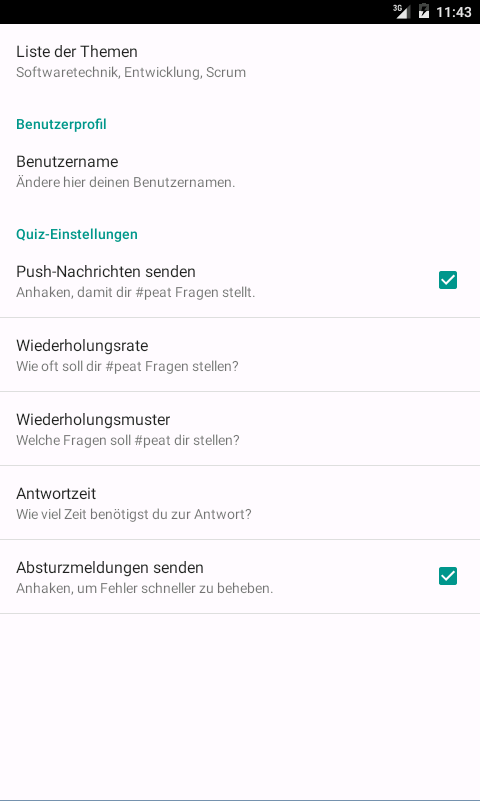 3G 11:43
Liste der Themen
Softwaretechnik, Entwicklung, Scrum
Benutzerprofil
Benutzername
Ändere hier deinen Benutzernamen.
Quiz-Einstellungen
Push-Nachrichten senden
Anhaken, damit dir #peat Fragen stellt.
Wiederholungsrate
Wie oft soll dir #peat Fragen stellen?
Wiederholungsmuster
Welche Fragen soll #peat dir stellen?
Antwortzeit
Wie viel Zeit benötigst du zur Antwort?
Absturzmeldungen senden
Anhaken, um Fehler schneller zu beheben.